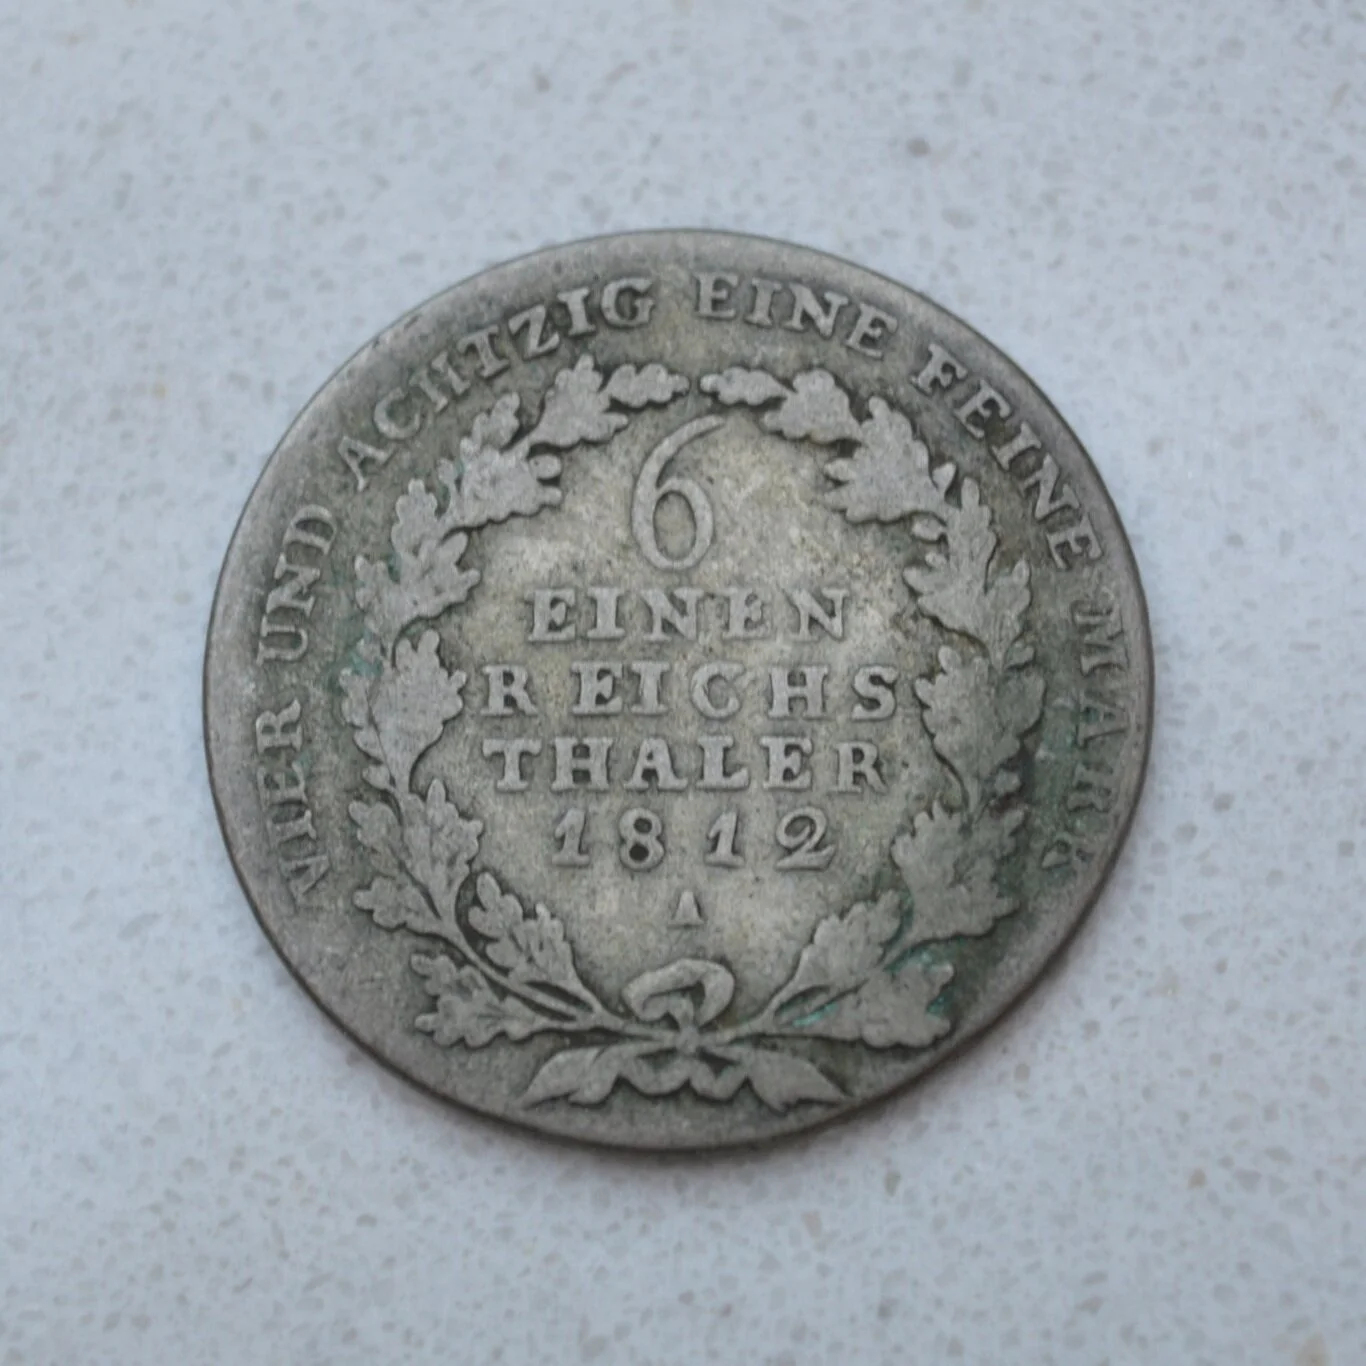 VIER UND ACHTZIG EINE FEINE MARK
6
EINEN
REICHS
THALER
1812
A